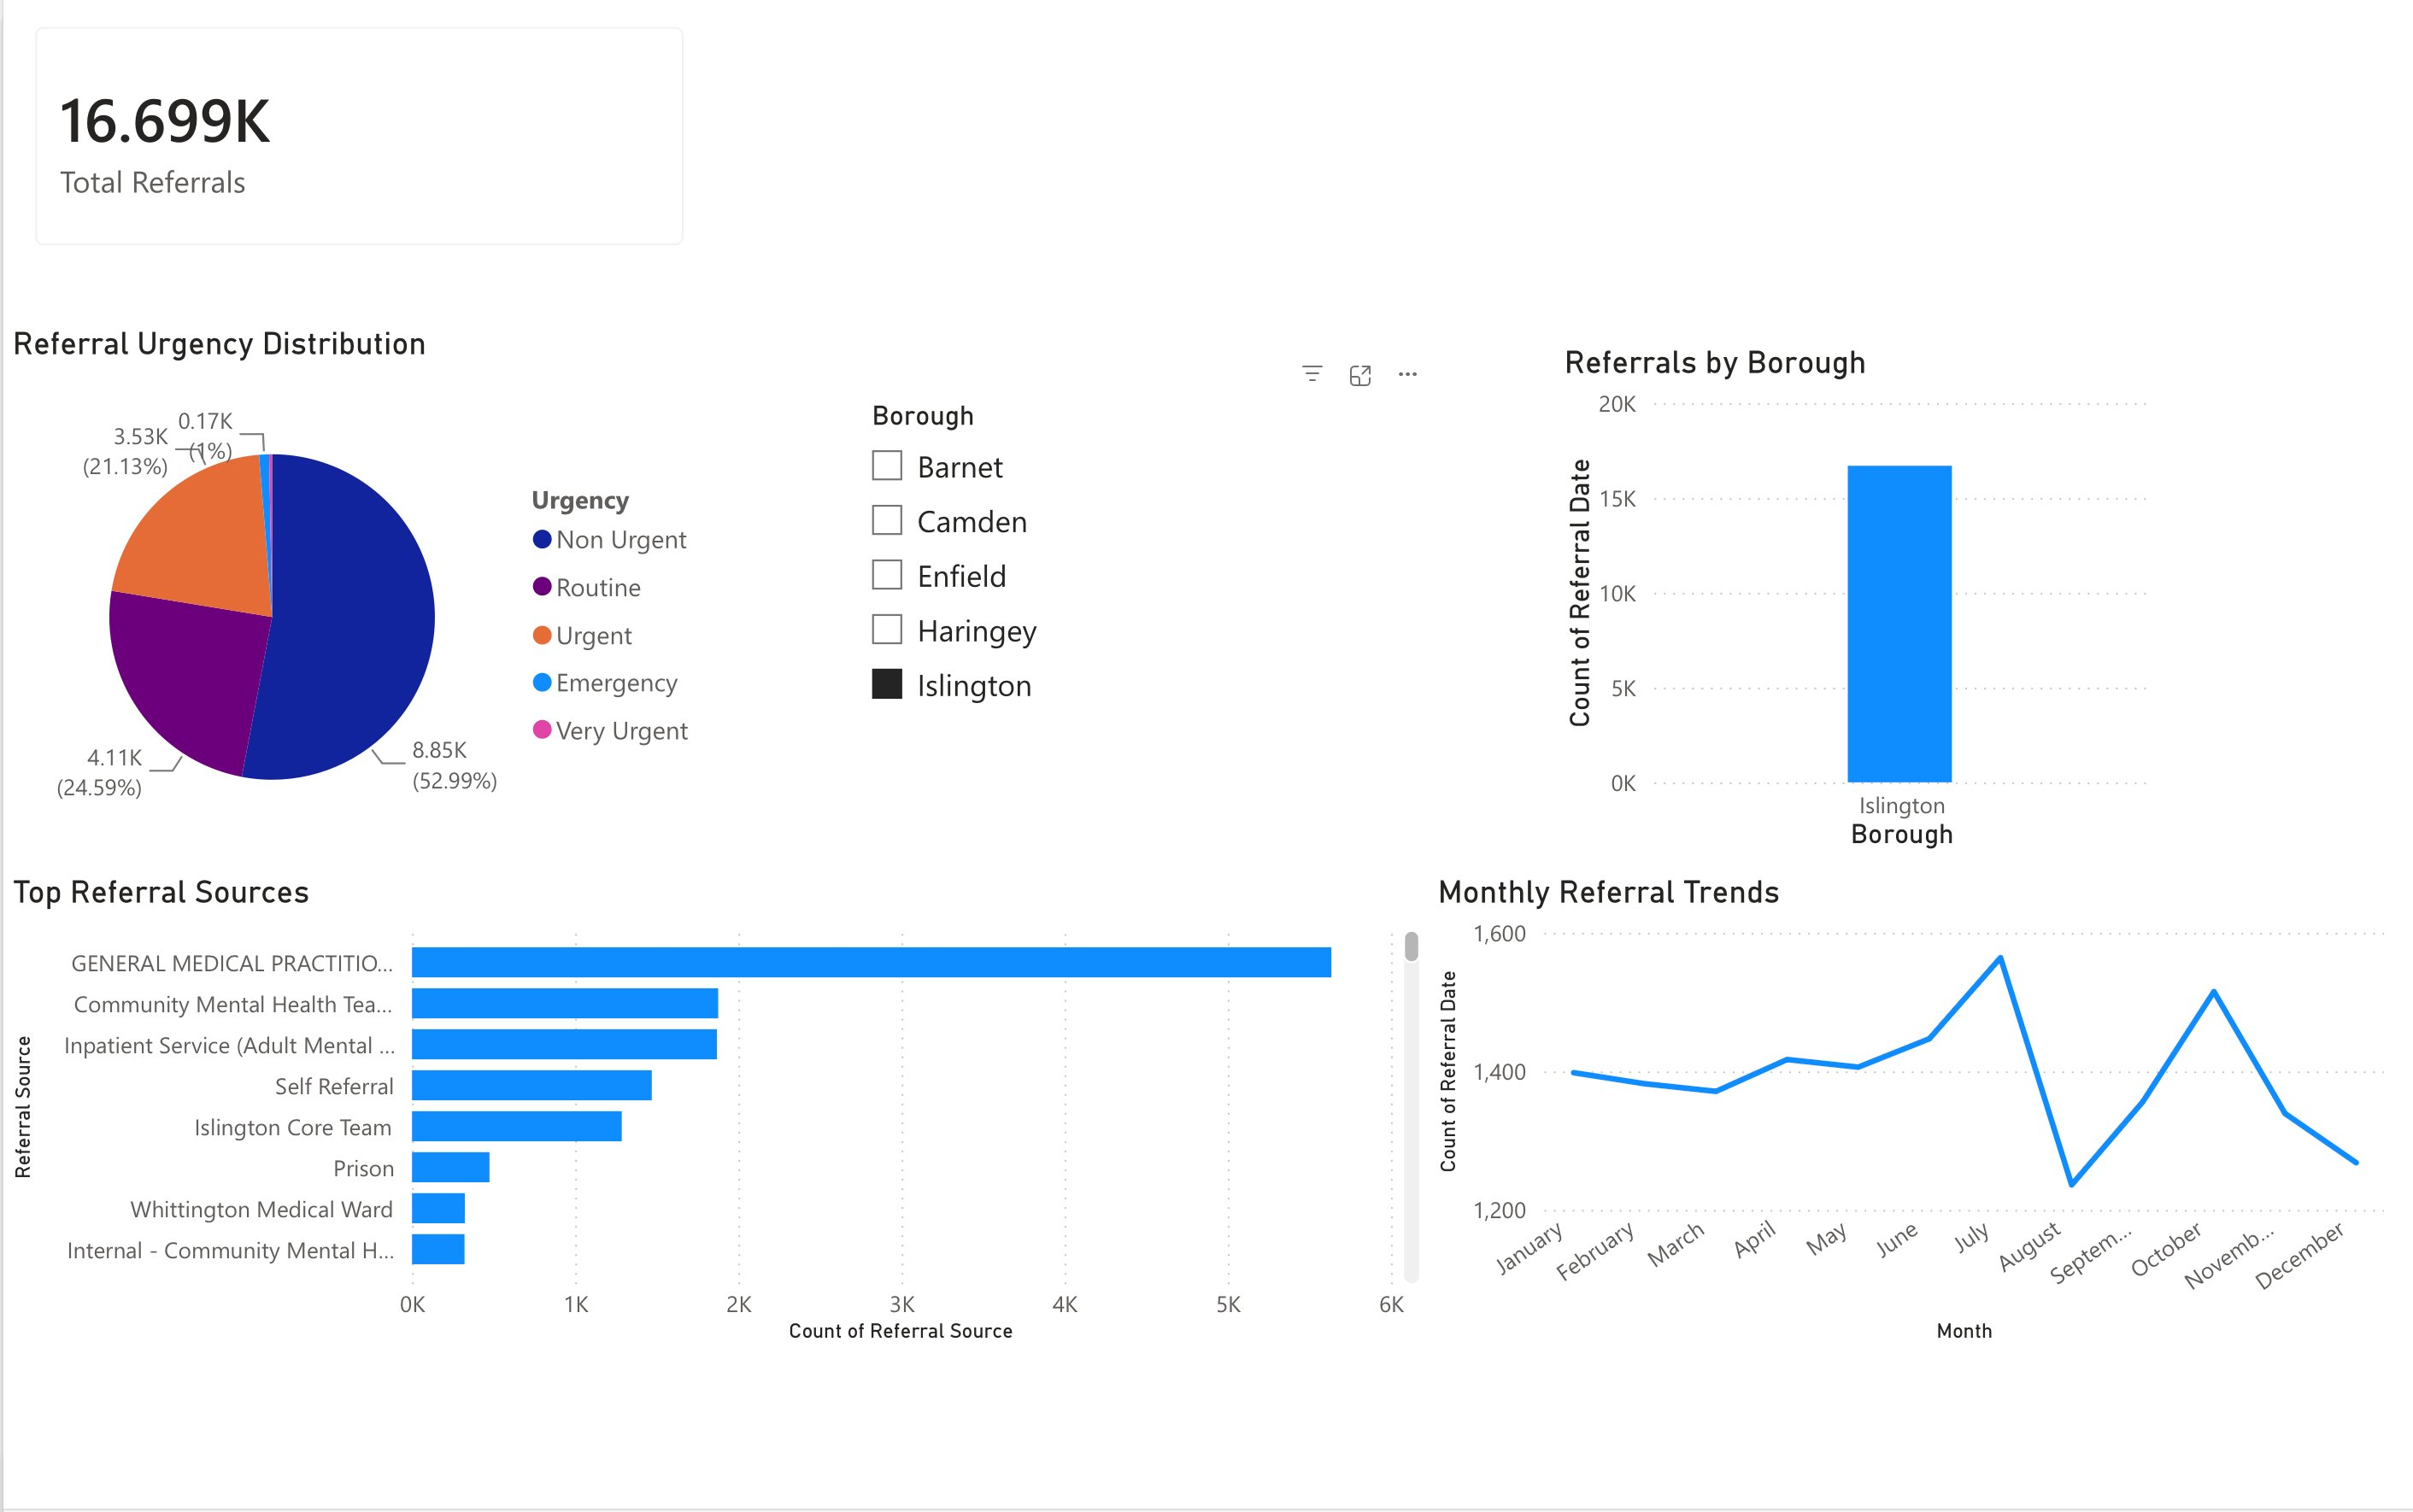 16.699K
Total Referrals
Referral Urgency Distribution
0.17K
(1%)
3.53K
(21.13%)
4.11K
(24.59%)
8.85K
(52.99%)
Urgency
Non Urgent
Routine
Urgent
Emergency
Very Urgent
Borough
Barnet
Camden
Enfield
Haringey
Islington
Referrals by Borough
Count of Referral Date
20K
15K
10K
5K
0K
Islington
Borough
Top Referral Sources
Referral Source
GENERAL MEDICAL PRACTITIO...
Community Mental Health Tea...
Inpatient Service (Adult Mental ...
Self Referral
Islington Core Team
Prison
Whittington Medical Ward
Internal - Community Mental H...
0K 1K 2K 3K 4K 5K 6K
Count of Referral Source
Monthly Referral Trends
Count of Referral Date
1,600
1,400
1,200
January February March April May June July August Septem... October Novemb... December
Month